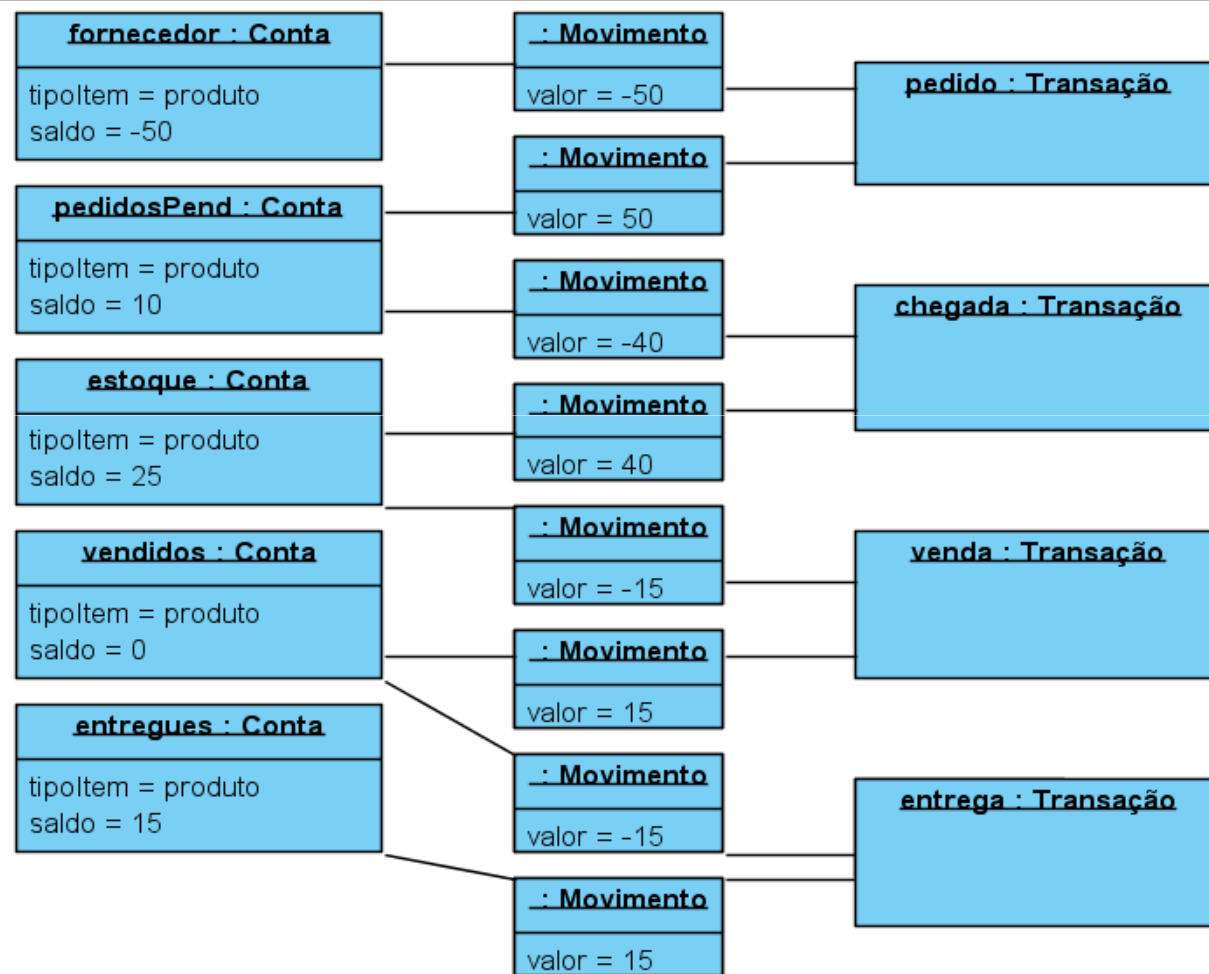 fornecedor : Conta
tipoItem = produto
saldo = -50
pedidosPend : Conta
tipoItem = produto
saldo = 10
estoque : Conta
tipoItem = produto
saldo = 25
vendidos : Conta
tipoItem = produto
saldo = 0
entregues : Conta
tipoItem = produto
saldo = 15
: Movimento
valor = -50
: Movimento
valor = 50
: Movimento
valor = -40
: Movimento
valor = 40
: Movimento
valor = -15
: Movimento
valor = 15
: Movimento
valor = -15
: Movimento
valor = 15
pedido : Transação
chegada : Transação
venda : Transação
entrega : Transação